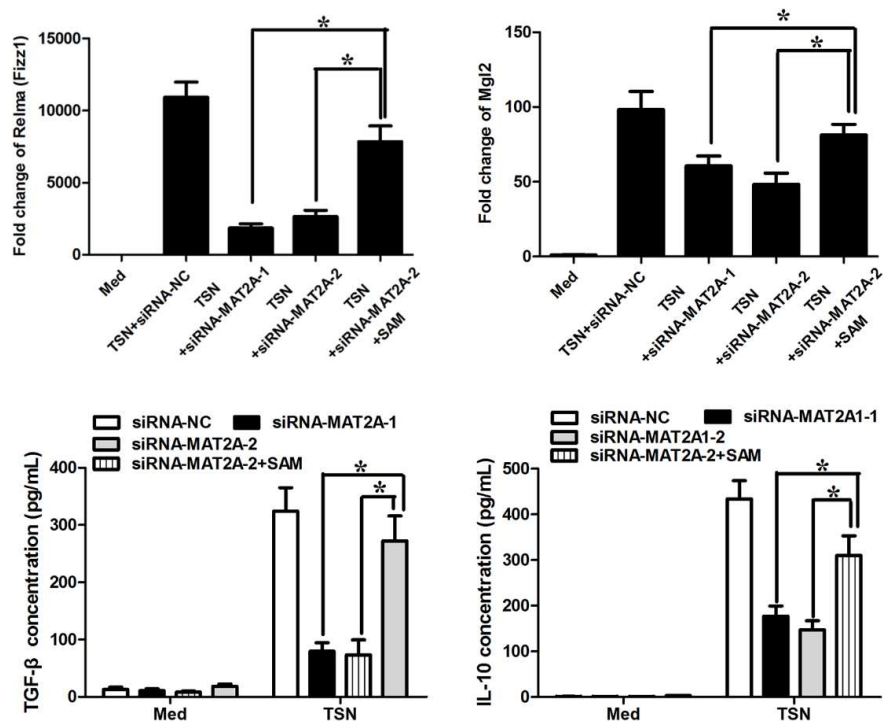 Fold change of Relma (Fizz1)
15000
10000
5000
0
*
*
Med
TSN+siRNA-NC
TSN
+siRNA-MAT2A-1
TSN
+siRNA-MAT2A-2
TSN
+siRNA-MAT2A-2
+SAM
Fold change of Mgl2
150
100
50
0
*
*
Med
TSN+siRNA-NC
TSN
+siRNA-MAT2A-1
TSN
+siRNA-MAT2A-2
TSN
+siRNA-MAT2A-2
+SAM
siRNA-NC siRNA-MAT2A-1
siRNA-MAT2A-2
siRNA-MAT2A-2+SAM
TGF-β concentration (pg/mL)
400
300
200
100
0
*
*
Med TSN
siRNA-NC siRNA-MAT2A1-1
siRNA-MAT2A1-2
siRNA-MAT2A-2+SAM
IL-10 concentration (pg/mL)
500
400
300
200
100
0
*
*
Med TSN